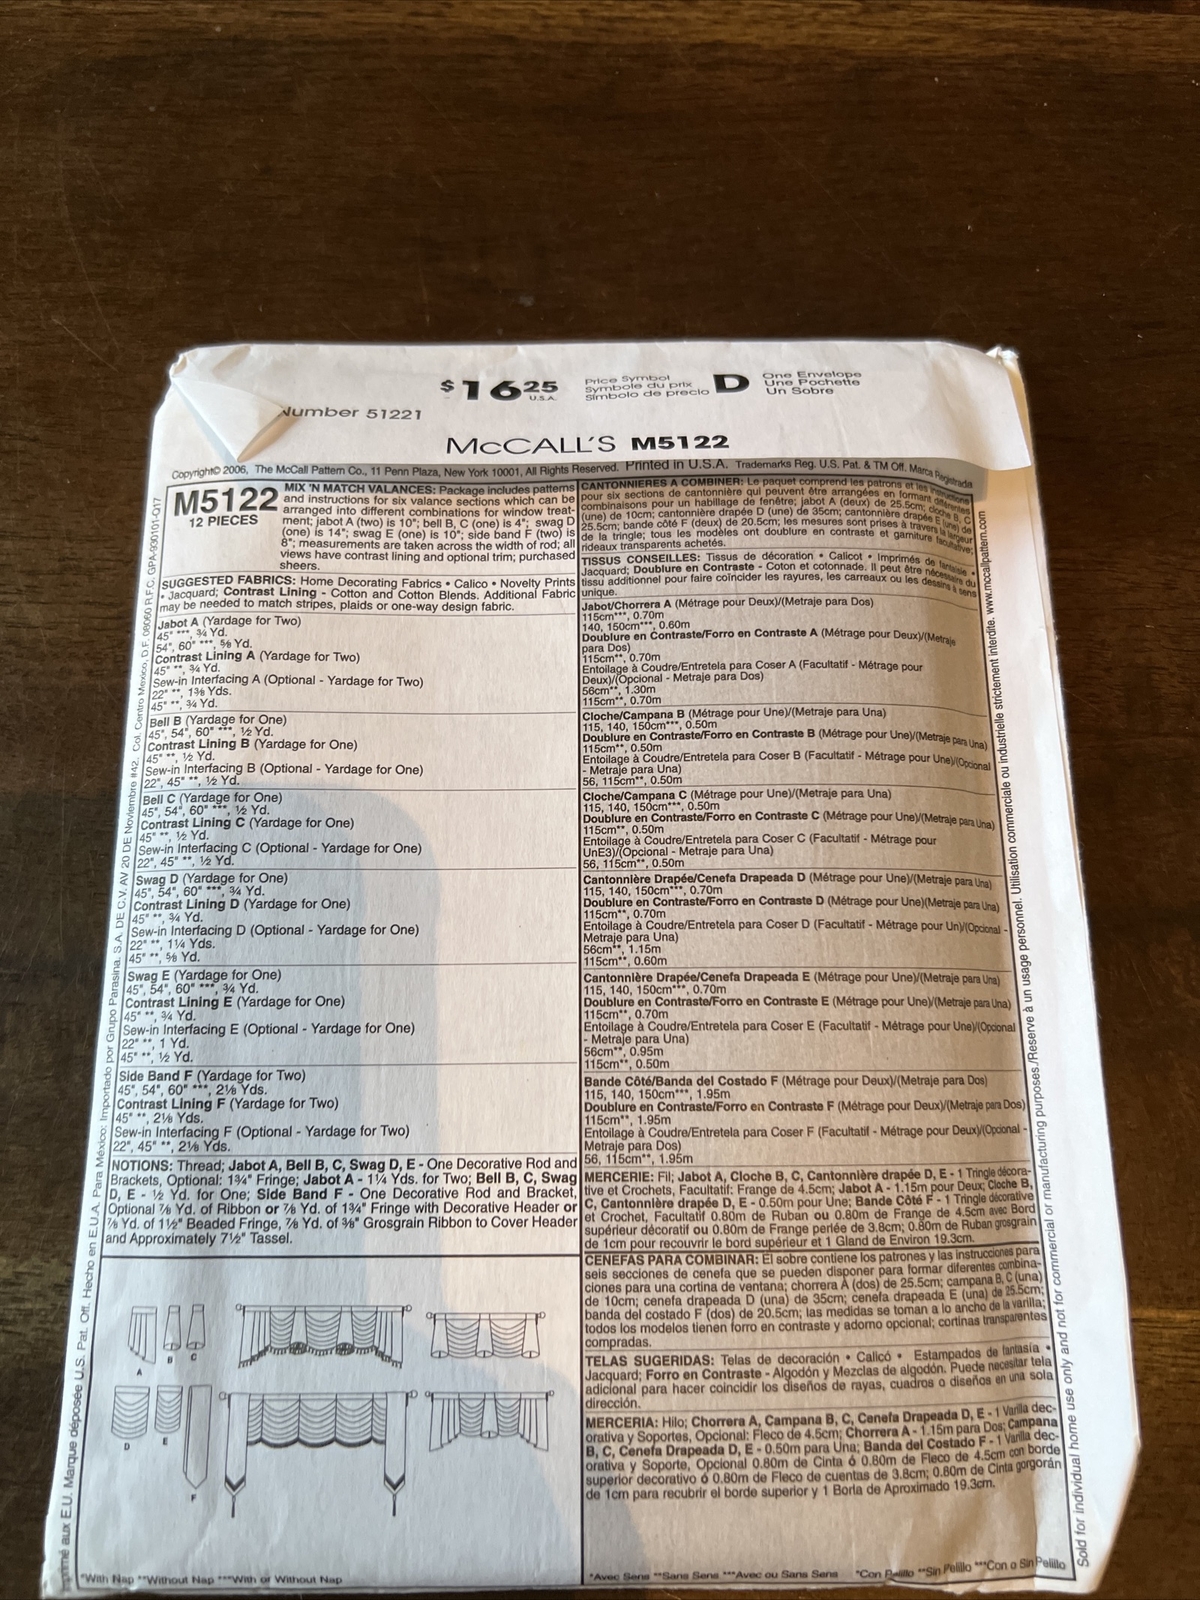 $16.25
U.S.A.
Price Symbol
Symbole du prix
Símbolo de precio
D
One Envelope
Une Pochette
Un Sobre
Number 51221
McCALL'S M5122
Copyright© 2006, The McCall Pattern Co., 11 Penn Plaza, New York 10001, All Rights Reserved. Printed in U.S.A. Trademarks Reg. U.S. Pat. & TM Off. Marca Registrada
M5122
12 PIECES
MIX 'N MATCH VALANCES: Package includes patterns
and instructions for six valance sections which can be
arranged into different combinations for window treat-
ment; jabot A (two) is 10"; bell B, C (one) is 4"; swag D
(one) is 14"; swag E (one) is 10"; side band F (two) is
8"; measurements are taken across the width of rod; all
views have contrast lining and optional trim; purchased
sheers.
SUGGESTED FABRICS: Home Decorating Fabrics • Calico • Novelty Prints
• Jacquard; Contrast Lining - Cotton and Cotton Blends. Additional Fabric
may be needed to match stripes, plaids or one-way design fabric.
Jabot A (Yardage for Two)
45" ***, ¾ Yd.
54", 60" ***, ⅝ Yd.
Contrast Lining A (Yardage for Two)
45" **, ¾ Yd.
Sew-in Interfacing A (Optional - Yardage for Two)
22" **, 1⅜ Yds.
45" **, ¾ Yd.
Bell B (Yardage for One)
45", 54", 60" ***, ½ Yd.
Contrast Lining B (Yardage for One)
45" **, ½ Yd.
Sew-in Interfacing B (Optional - Yardage for One)
22", 45" **, ½ Yd.
Bell C (Yardage for One)
45", 54", 60" ***, ½ Yd.
Contrast Lining C (Yardage for One)
45" **, ½ Yd.
Sew-in Interfacing C (Optional - Yardage for One)
22", 45" **, ½ Yd.
Swag D (Yardage for One)
45", 54", 60" ***, ¾ Yd.
Contrast Lining D (Yardage for One)
45" **, ¾ Yd.
Sew-in Interfacing D (Optional - Yardage for One)
22" **, 1¼ Yds.
45" **, ⅝ Yd.
Swag E (Yardage for One)
45", 54", 60" ***, ¾ Yd.
Contrast Lining E (Yardage for One)
45" **, ¾ Yd.
Sew-in Interfacing E (Optional - Yardage for One)
22" **, 1 Yd.
45" **, ½ Yd.
Side Band F (Yardage for Two)
45", 54", 60" ***, 2⅛ Yds.
Contrast Lining F (Yardage for Two)
45" **, 2⅛ Yds.
Sew-in Interfacing F (Optional - Yardage for Two)
22", 45" **, 2⅛ Yds.
NOTIONS: Thread; Jabot A, Bell B, C, Swag D, E - One Decorative Rod and
Brackets, Optional: 1¾" Fringe; Jabot A - 1¼ Yds. for Two; Bell B, C, Swag
D, E - ½ Yd. for One; Side Band F - One Decorative Rod and Bracket,
Optional ⅞ Yd. of Ribbon or ⅞ Yd. of 1¾" Fringe with Decorative Header or
⅞ Yd. of 1½" Beaded Fringe, ⅞ Yd. of ⅜" Grosgrain Ribbon to Cover Header
and Approximately 7½" Tassel.
A
B
C
D
E
F
*With Nap **Without Nap ***With or Without Nap
CANTONNIERES A COMBINER: Le paquet comprend les patrons et les instructions
pour six sections de cantonnière qui peuvent être arrangées en formant différentes
combinaisons pour un habillage de fenêtre; jabot A (deux) de 25.5cm; cloche B, C
(une) de 10cm; cantonnière drapée D (une) de 35cm; cantonnière drapée E (une) de
25.5cm; bande côté F (deux) de 20.5cm; les mesures sont prises à travers la largeur
de la tringle; tous les modèles ont doublure en contraste et garniture facultative;
rideaux transparents achetés.
TISSUS CONSEILLES: Tissus de décoration • Calicot • Imprimés de fantaisie •
Jacquard; Doublure en Contraste - Coton et cotonnade. Il peut être nécessaire du
tissu additionnel pour faire coïncider les rayures, les carreaux ou les dessins à sens
unique.
Jabot/Chorrera A (Métrage pour Deux)/(Metraje para Dos)
115cm***, 0.70m
140, 150cm***, 0.60m
Doublure en Contraste/Forro en Contraste A (Métrage pour Deux)/(Metraje
para Dos)
115cm**, 0.70m
Entoilage à Coudre/Entretela para Coser A (Facultatif - Métrage pour
Deux)/(Opcional - Metraje para Dos)
56cm**, 1.30m
115cm**, 0.70m
Cloche/Campana B (Métrage pour Une)/(Metraje para Una)
115, 140, 150cm***, 0.50m
Doublure en Contraste/Forro en Contraste B (Métrage pour Une)/(Metraje para Una)
115cm**, 0.50m
Entoilage à Coudre/Entretela para Coser B (Facultatif - Métrage pour Une)/(Opcional
- Metraje para Una)
56, 115cm**, 0.50m
Cloche/Campana C (Métrage pour Une)/(Metraje para Una)
115, 140, 150cm***, 0.50m
Doublure en Contraste/Forro en Contraste C (Métrage pour Une)/(Metraje para Una)
115cm**, 0.50m
Entoilage à Coudre/Entretela para Coser C (Facultatif - Métrage pour
UnE3)/(Opcional - Metraje para Una)
56, 115cm**, 0.50m
Cantonnière Drapée/Cenefa Drapeada D (Métrage pour Une)/(Metraje para Una)
115, 140, 150cm***, 0.70m
Doublure en Contraste/Forro en Contraste D (Métrage pour Une)(Metraje para Una)
115cm**, 0.70m
Entoilage à Coudre/Entretela para Coser D (Facultatif - Métrage pour Un)/(Opcional -
Metraje para Una)
56cm**, 1.15m
115cm**, 0.60m
Cantonnière Drapée/Cenefa Drapeada E (Métrage pour Une)/(Metraje para Una)
115, 140, 150cm***, 0.70m
Doublure en Contraste/Forro en Contraste E (Métrage pour Une)/(Metraje para Una)
115cm**, 0.70m
Entoilage à Coudre/Entretela para Coser E (Facultatif - Métrage pour Une)/(Opcional
- Metraje para Una)
56cm**, 0.95m
115cm**, 0.50m
Bande Côté/Banda del Costado F (Métrage pour Deux)/(Metraje para Dos)
115, 140, 150cm***, 1.95m
Doublure en Contraste/Forro en Contraste F (Métrage pour Deux)/(Metraje para Dos)
115cm**, 1.95m
Entoilage à Coudre/Entretela para Coser F (Facultatif - Métrage pour Deux)/(Opcional -
Metraje para Dos)
56, 115cm**, 1.95m
MERCERIE: Fil; Jabot A, Cloche B, C, Cantonnière drapée D, E - 1 Tringle décora-
tive et Crochets, Facultatif: Frange de 4.5cm; Jabot A - 1.15m pour Deux; Cloche B,
C, Cantonnière drapée D, E - 0.50m pour Une; Bande Côté F - 1 Tringle décorative
et Crochet, Facultatif 0.80m de Ruban ou 0.80m de Frange de 4.5cm avec Bord
supérieur décoratif ou 0.80m de Frange perlée de 3.8cm; 0.80m de Ruban grosgrain
de 1cm pour recouvrir le bord supérieur et 1 Gland de Environ 19.3cm.
CENEFAS PARA COMBINAR: El sobre contiene los patrones y las instrucciones para
seis secciones de cenefa que se pueden disponer para formar diferentes combina-
ciones para una cortina de ventana; chorrera A (dos) de 25.5cm; campana B, C (una)
de 10cm; cenefa drapeada D (una) de 35cm; cenefa drapeada E (una) de 25.5cm;
banda del costado F (dos) de 20.5cm; las medidas se toman a lo ancho de la varilla;
todos los modelos tienen forro en contraste y adorno opcional; cortinas transparentes
compradas.
TELAS SUGERIDAS: Telas de decoración • Calicó • Estampados de fantasía •
Jacquard; Forro en Contraste - Algodón y Mezclas de algodón. Puede necesitar tela
adicional para hacer coincidir los diseños de rayas, cuadros o diseños en una sola
dirección.
MERCERIA: Hilo; Chorrera A, Campana B, C, Cenefa Drapeada D, E - 1 Varilla dec-
orativa y Soportes, Opcional: Fleco de 4.5cm; Chorrera A - 1.15m para Dos; Campana
B, C, Cenefa Drapeada D, E - 0.50m para Una; Banda del Costado F - 1 Varilla dec-
orativa y Soporte, Opcional 0.80m de Cinta ó 0.80m de Fleco de 4.5cm con borde
superior decorativo ó 0.80m de Fleco de cuentas de 3.8cm; 0.80m de Cinta gorgorán
de 1cm para recubrir el borde superior y 1 Borla de Aproximado 19.3cm.
*Avec Sens **Sans Sens ***Avec ou Sans Sens *Con Pelillo **Sin Pelillo ***Con o Sin Pelillo
aux E.U. Marque déposée U.S. Pat. Off. Hecho en E.U.A. Para México: Importado por Grupo Parasina. S.A. DE C.V. AV 20 DE Noviembre #42. Col. Centro Mexico, D.F. 06060 R.F.C. GPA-930101-Q17
Sold for individual home use only and not for commercial or manufacturing purposes./Reservé à un usage personnel. Utilisation commerciale ou industrielle strictement interdite. www.mccallpattern.com